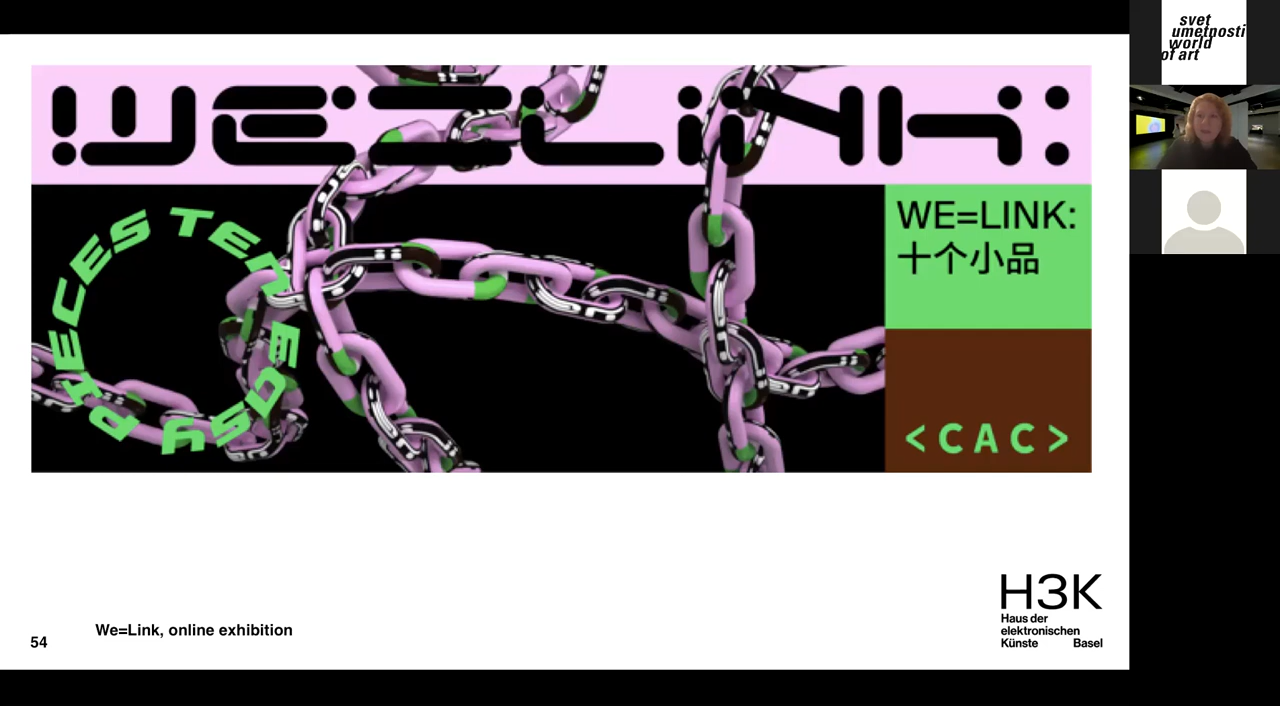 WE=LINK:
TEN EASY PIECES
WE=LINK:
十个小品
<CAC>
We=Link, online exhibition
54
H3K
Haus der
elektronischen
Künste Basel
svet
umetnosti
world
of art